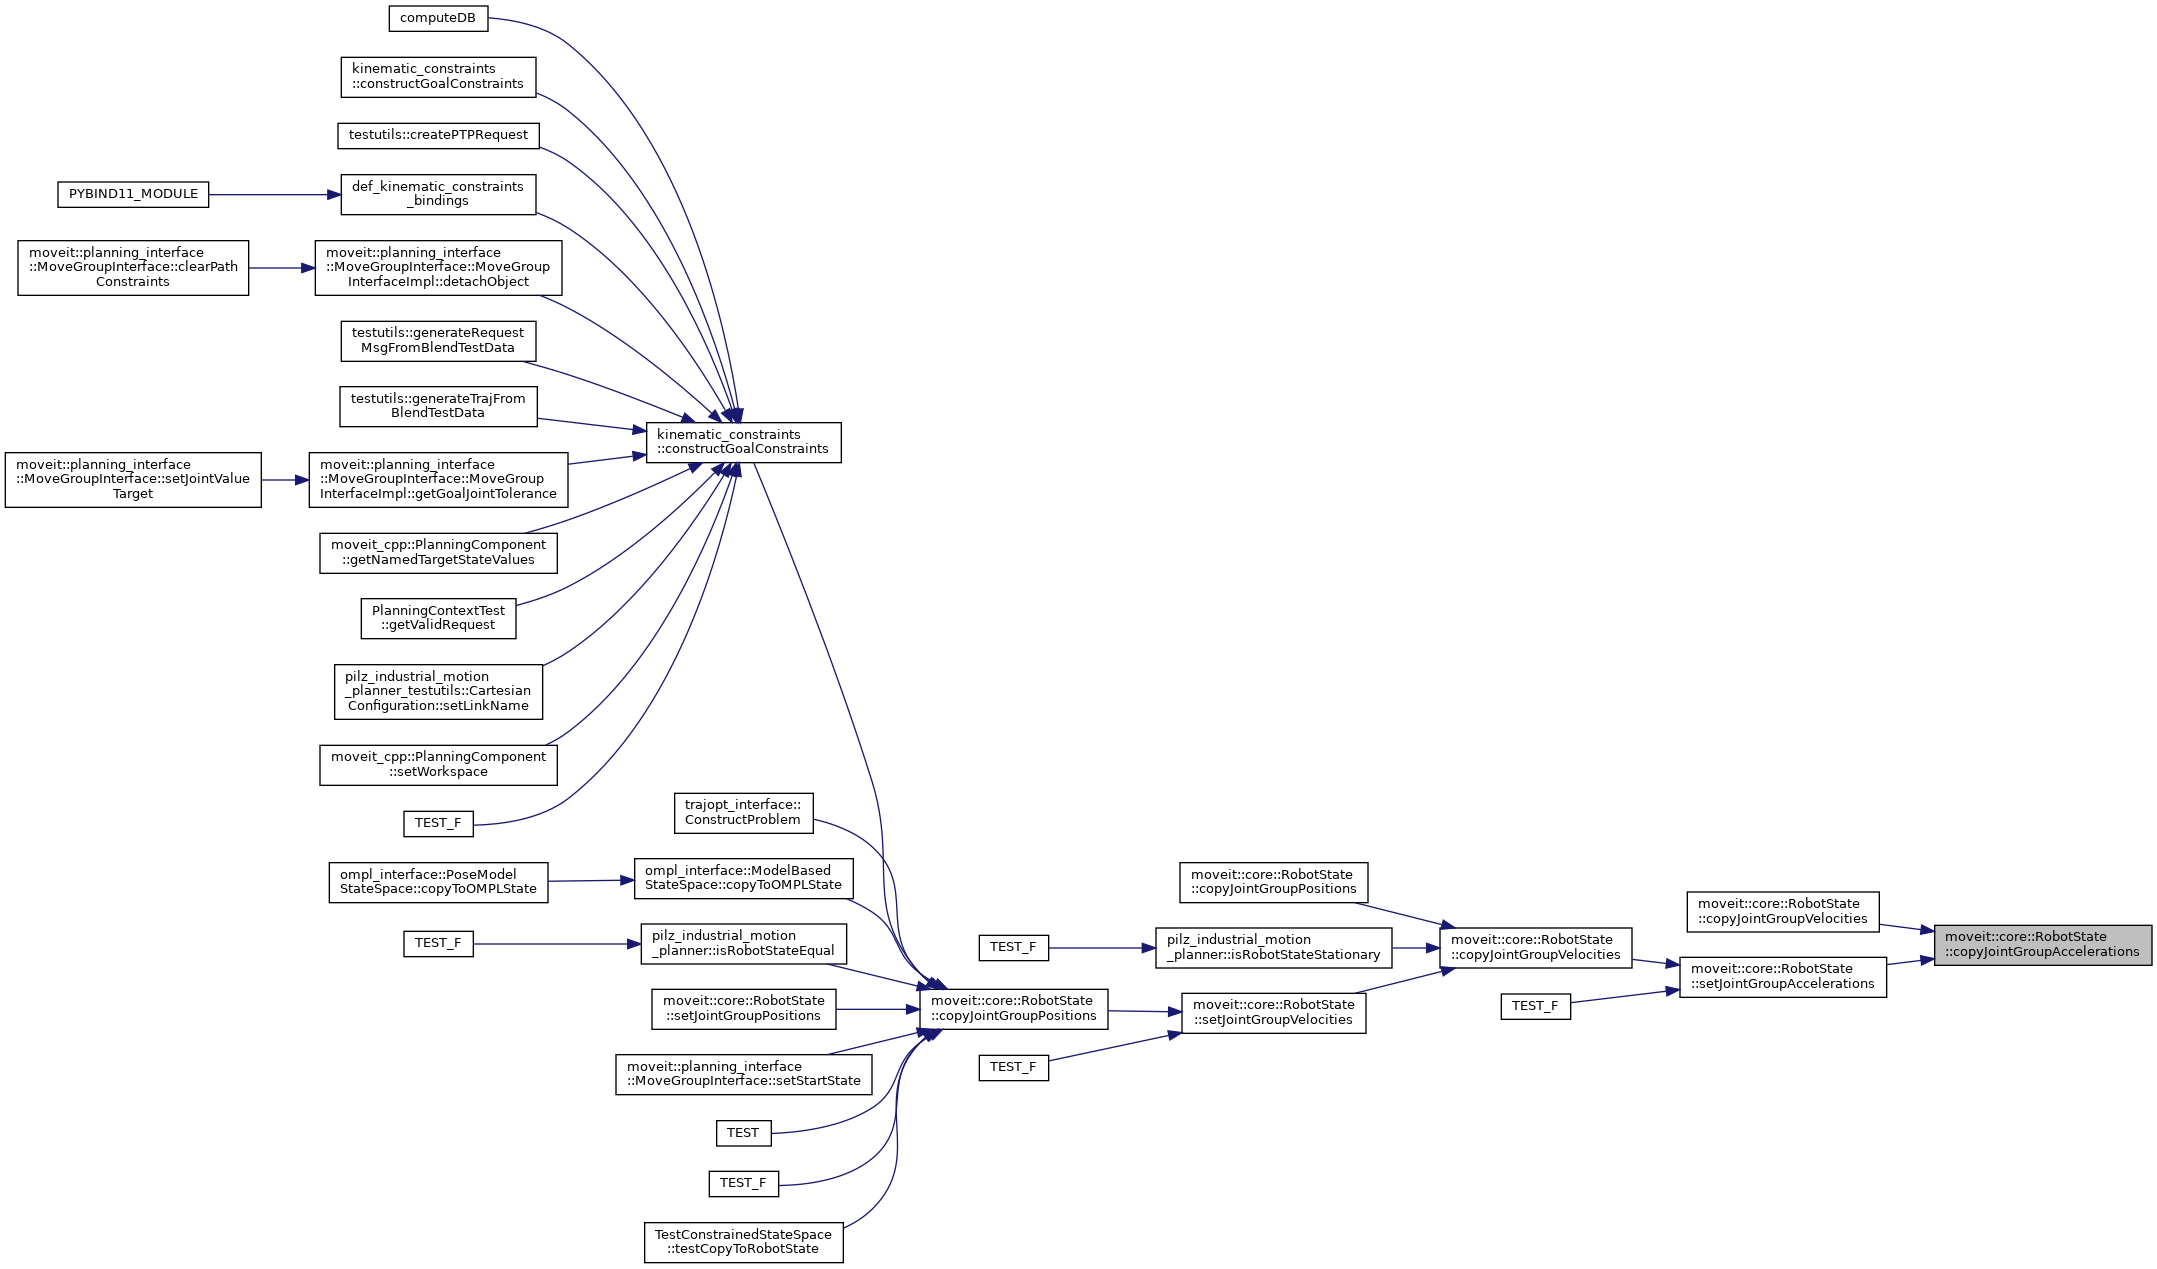 computeDB
kinematic_constraints
::constructGoalConstraints
testutils::createPTPRequest
PYBIND11_MODULE
def_kinematic_constraints
_bindings
moveit::planning_interface
::MoveGroupInterface::clearPath
Constraints
moveit::planning_interface
::MoveGroupInterface::MoveGroup
InterfaceImpl::detachObject
testutils::generateRequest
MsgFromBlendTestData
testutils::generateTrajFrom
BlendTestData
kinematic_constraints
::constructGoalConstraints
moveit::planning_interface
::MoveGroupInterface::setJointValue
Target
moveit::planning_interface
::MoveGroupInterface::MoveGroup
InterfaceImpl::getGoalJointTolerance
moveit_cpp::PlanningComponent
::getNamedTargetStateValues
PlanningContextTest
::getValidRequest
pilz_industrial_motion
_planner_testutils::Cartesian
Configuration::setLinkName
moveit_cpp::PlanningComponent
::setWorkspace
TEST_F
trajopt_interface::
ConstructProblem
ompl_interface::PoseModel
StateSpace::copyToOMPLState
ompl_interface::ModelBased
StateSpace::copyToOMPLState
TEST_F
pilz_industrial_motion
_planner::isRobotStateEqual
moveit::core::RobotState
::setJointGroupPositions
moveit::planning_interface
::MoveGroupInterface::setStartState
TEST
TEST_F
TestConstrainedStateSpace
::testCopyToRobotState
moveit::core::RobotState
::copyJointGroupPositions
TEST_F
TEST_F
moveit::core::RobotState
::copyJointGroupPositions
pilz_industrial_motion
_planner::isRobotStateStationary
moveit::core::RobotState
::setJointGroupVelocities
moveit::core::RobotState
::copyJointGroupVelocities
TEST_F
moveit::core::RobotState
::copyJointGroupVelocities
moveit::core::RobotState
::setJointGroupAccelerations
moveit::core::RobotState
::copyJointGroupAccelerations